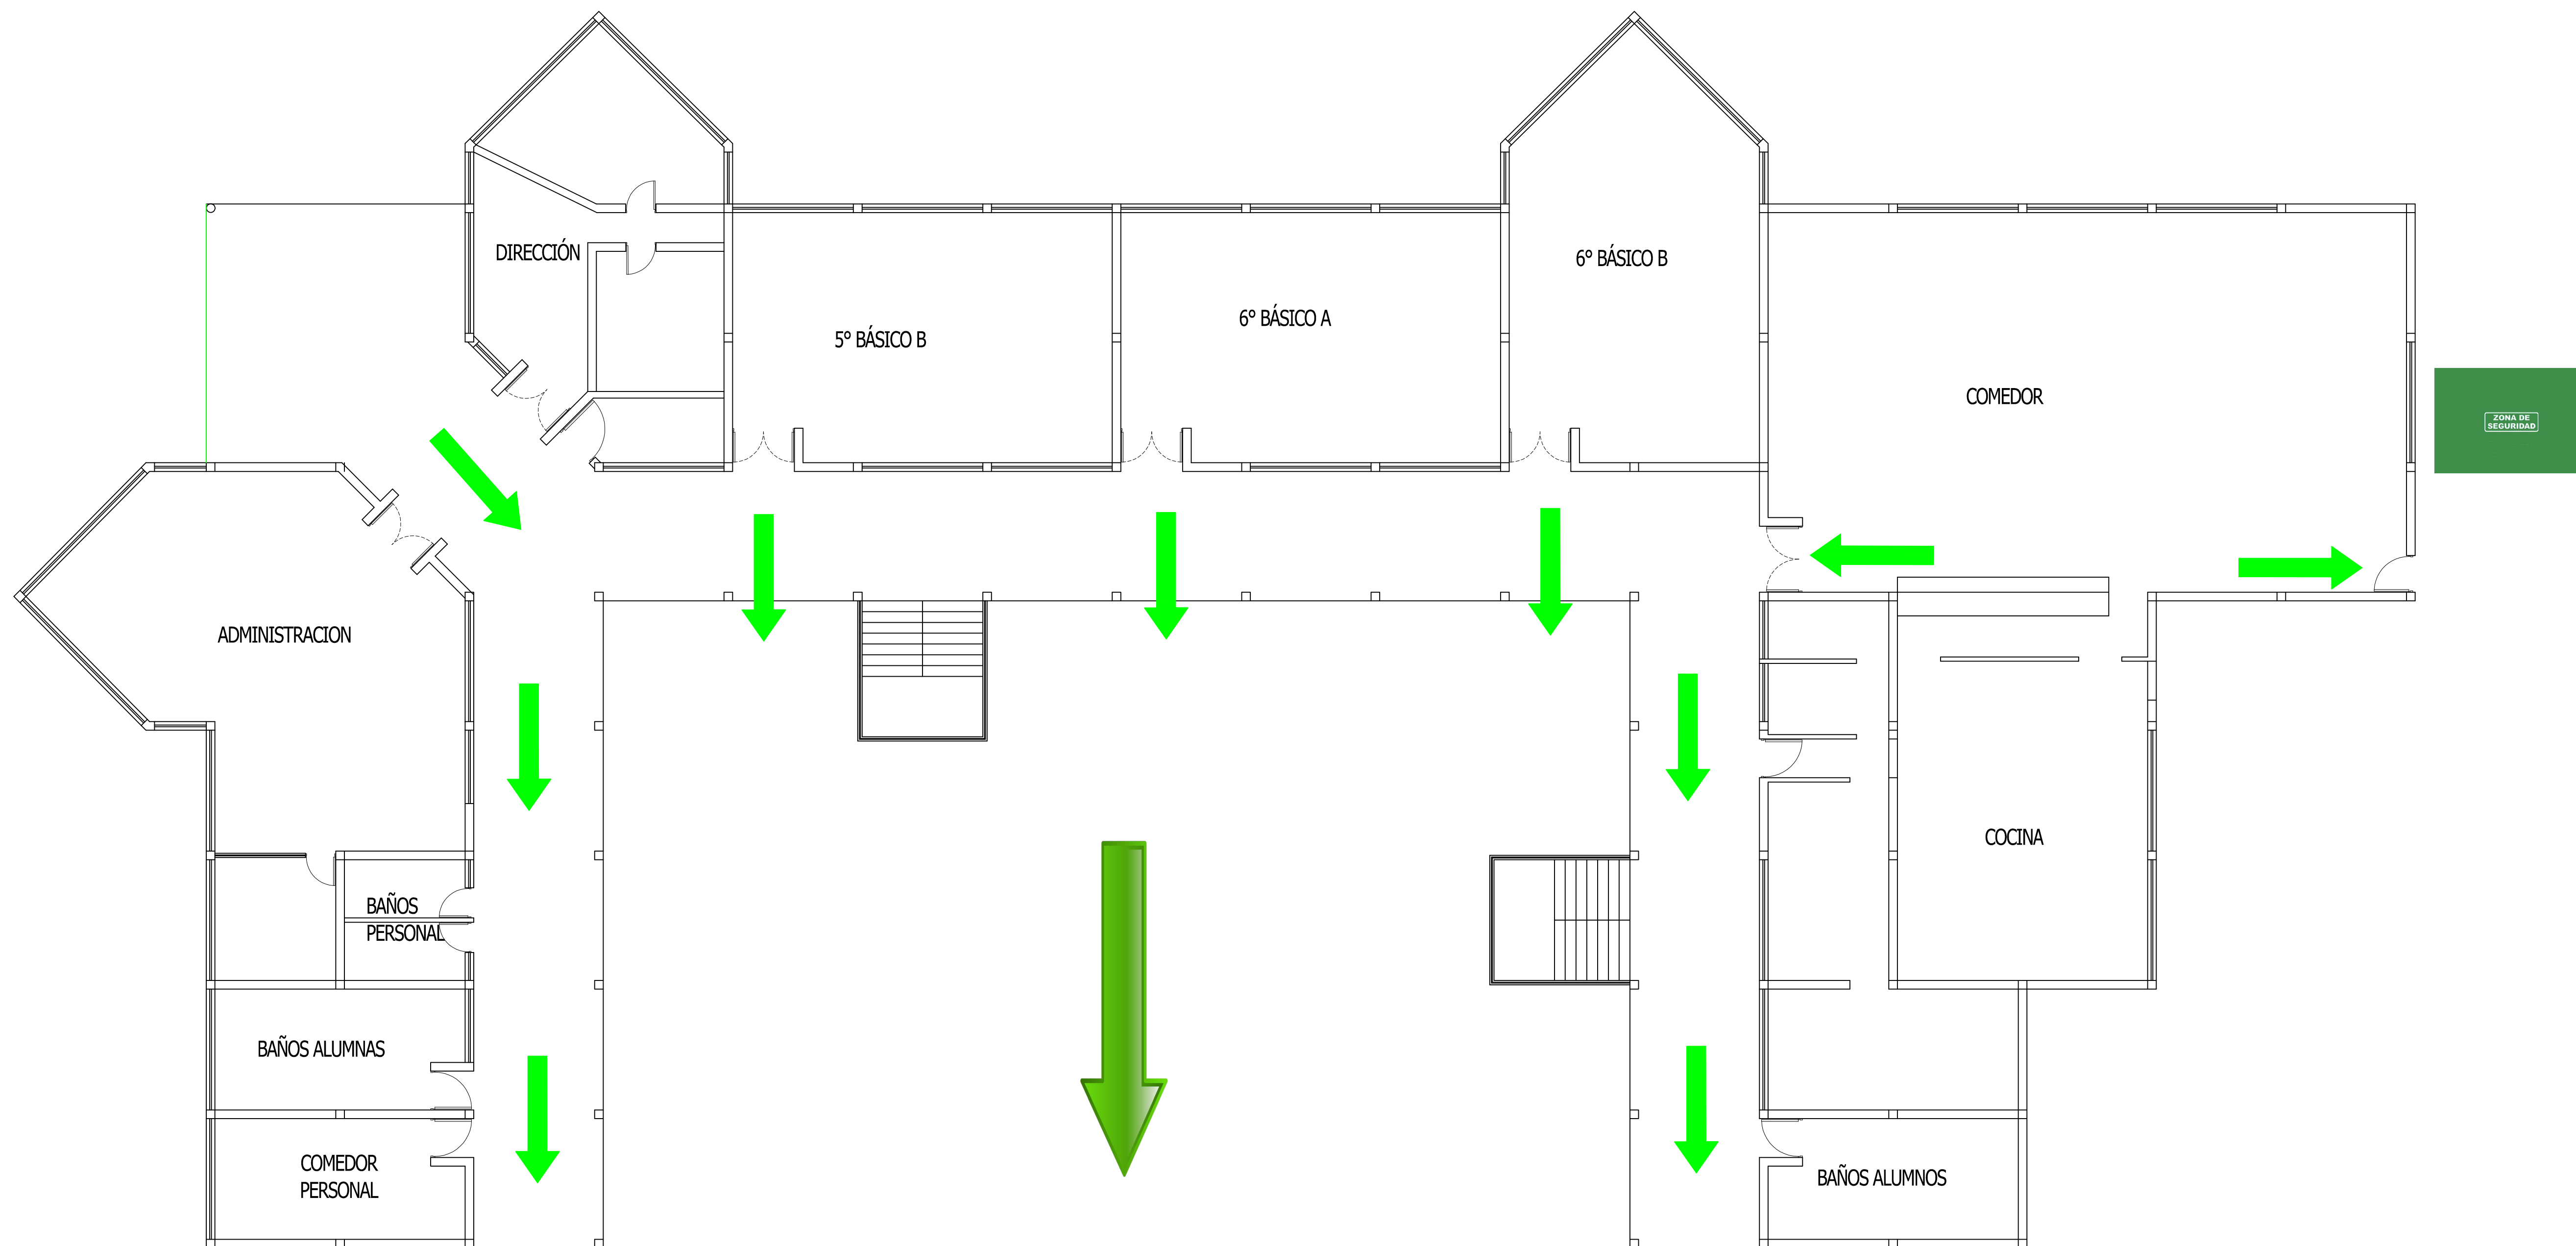 DIRECCIÓN
5° BÁSICO B
6° BÁSICO A
6° BÁSICO B
COMEDOR
ZONA DE
SEGURIDAD
ADMINISTRACION
COCINA
BAÑOS
PERSONAL
BAÑOS ALUMNAS
COMEDOR
PERSONAL
BAÑOS ALUMNOS